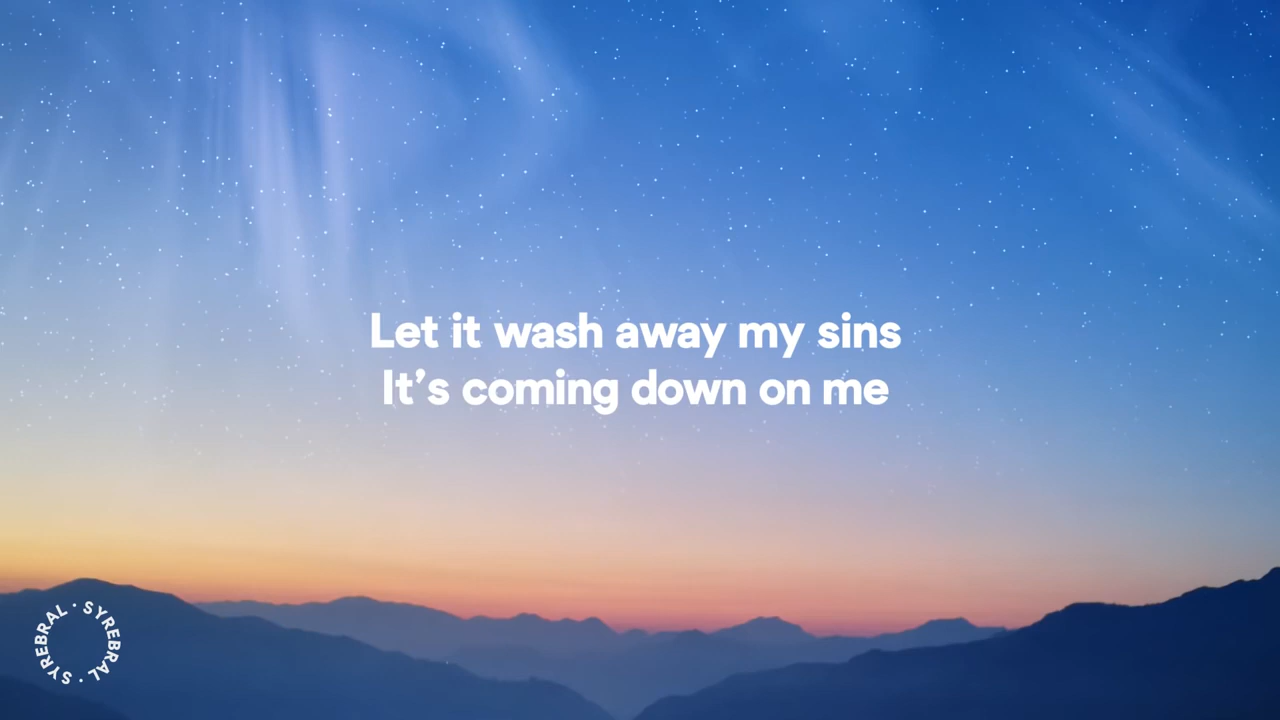 Let it wash away my sins
It’s coming down on me
SYREBRAL · SYREBRAL ·